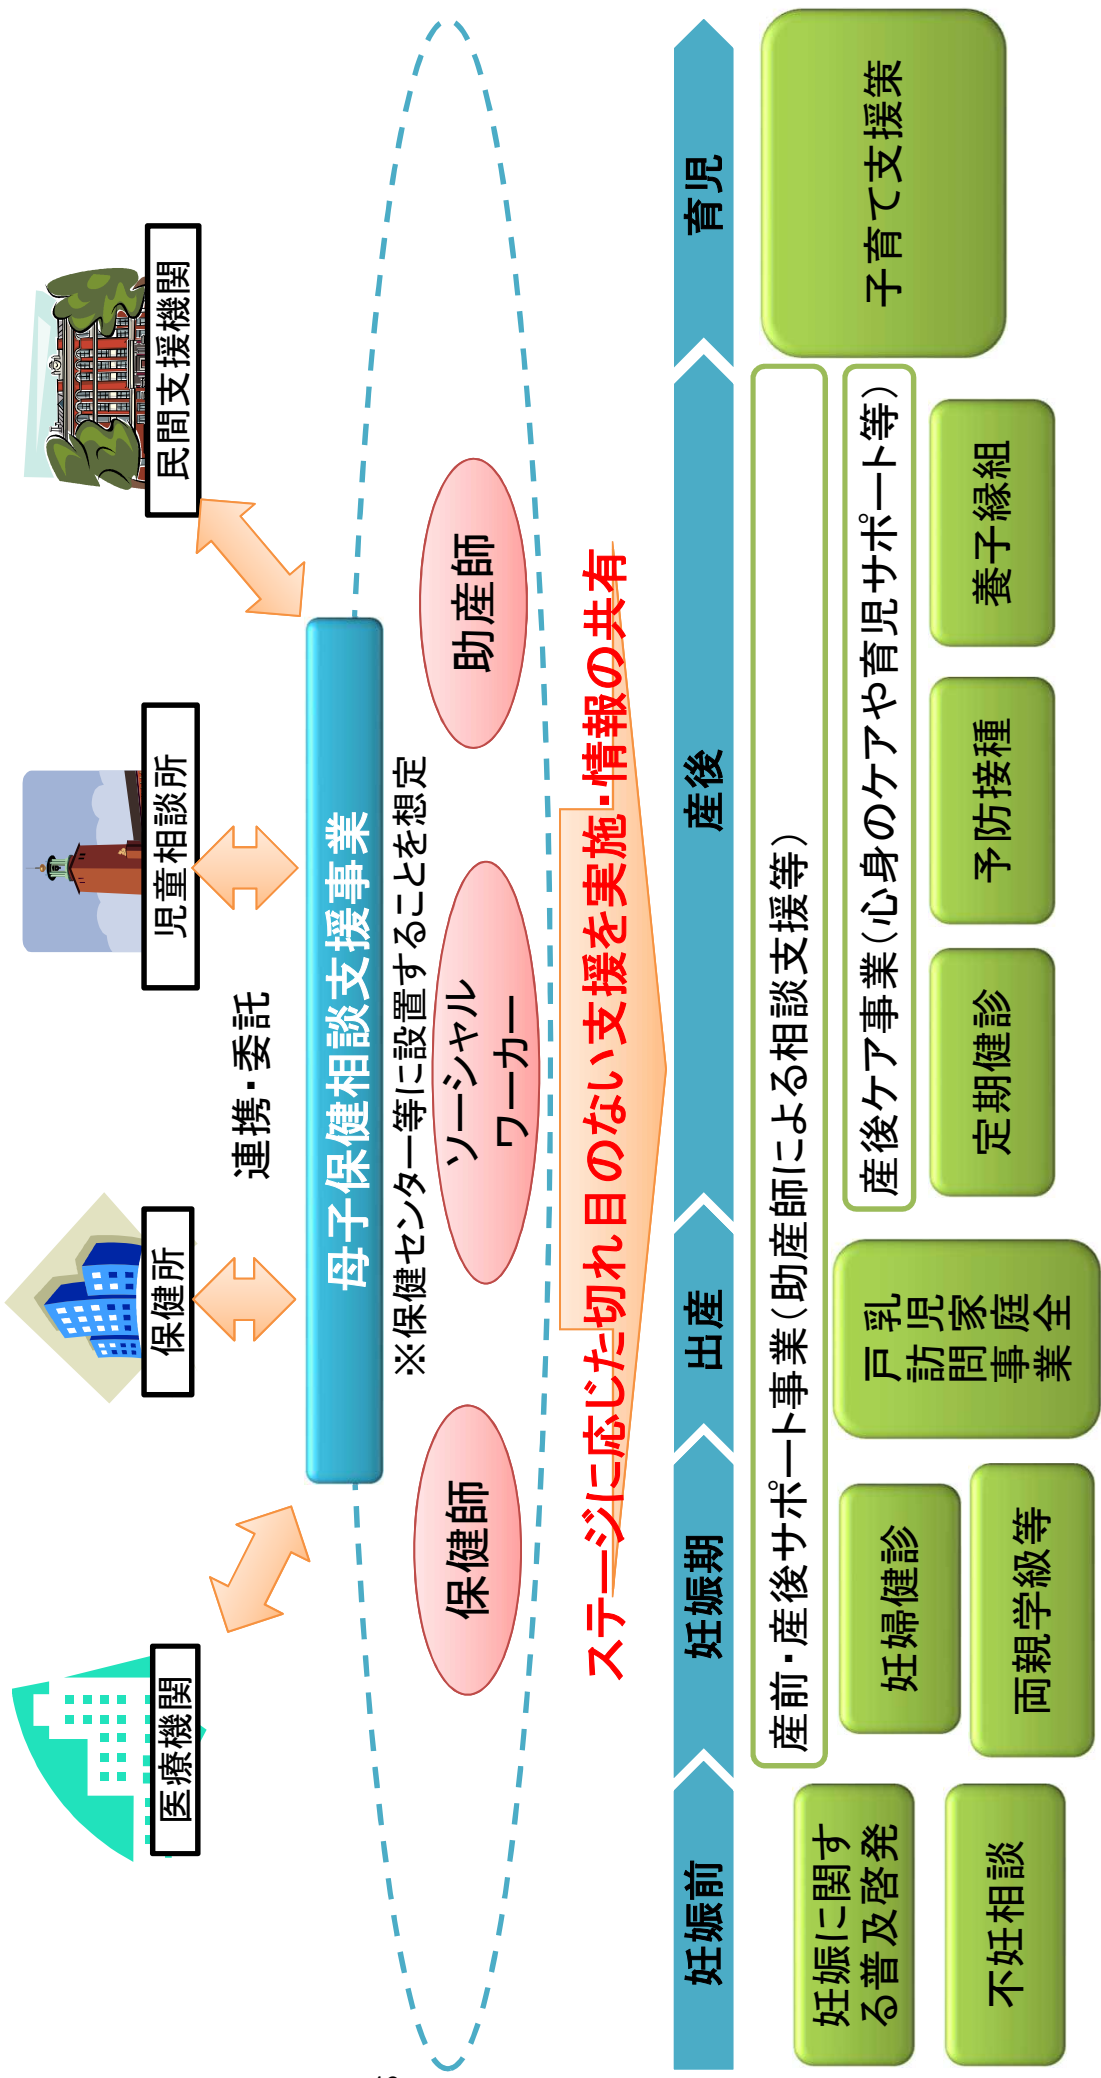 医療機関
保健所
児童相談所
民間支援機関
連携・委託
母子保健相談支援事業
※保健センター等に設置することを想定
保健師
ソーシャル
ワーカー
助産師
ステージに応じた切れ目のない支援を実施・情報の共有
妊娠前
妊娠期
出産
産後
育児
産前・産後サポート事業(助産師による相談支援等)
産後ケア事業(心身のケアや育児サポート等)
妊娠に関す
る普及啓発
不妊相談
妊婦健診
両親学級等
乳児家庭全
戸訪問事業
定期健診
予防接種
養子縁組
子育て支援策